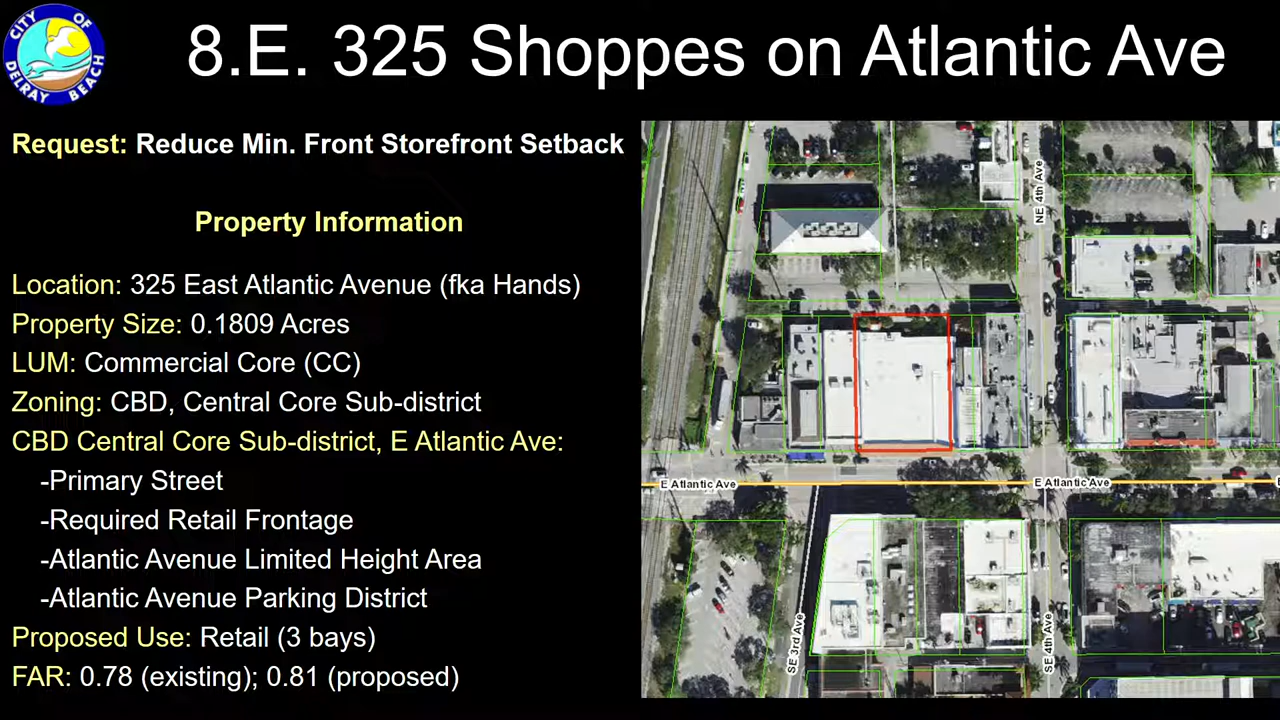 CITY OF
DELRAY BEACH
8.E. 325 Shoppes on Atlantic Ave
Request: Reduce Min. Front Storefront Setback
Property Information
Location: 325 East Atlantic Avenue (fka Hands)
Property Size: 0.1809 Acres
LUM: Commercial Core (CC)
Zoning: CBD, Central Core Sub-district
CBD Central Core Sub-district, E Atlantic Ave:
-Primary Street
-Required Retail Frontage
-Atlantic Avenue Limited Height Area
-Atlantic Avenue Parking District
Proposed Use: Retail (3 bays)
FAR: 0.78 (existing); 0.81 (proposed)
NE 4th Ave
E Atlantic Ave
E Atlantic Ave
E
SE 3rd Ave
SE 4th Ave